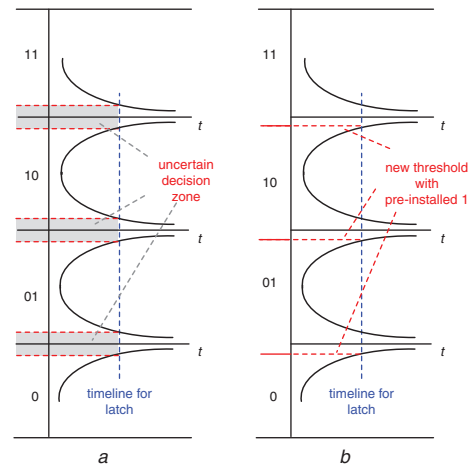 11
t
10
uncertain
decision
zone
t
01
t
0
timeline for
latch
a
11
t
10
new threshold
with
pre-installed 1
t
01
t
0
timeline for
latch
b